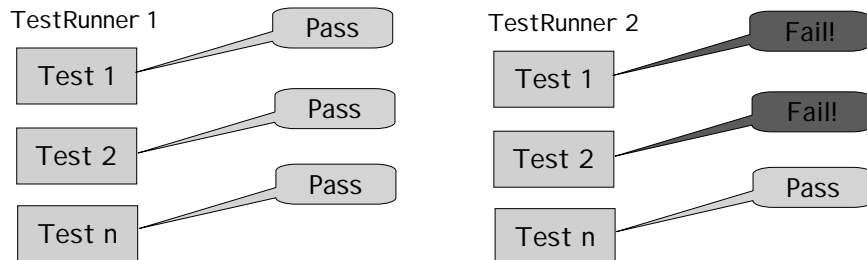 TestRunner 1
Pass
Test 1
Pass
Test 2
Pass
Test n
TestRunner 2
Fail!
Test 1
Fail!
Test 2
Pass
Test n